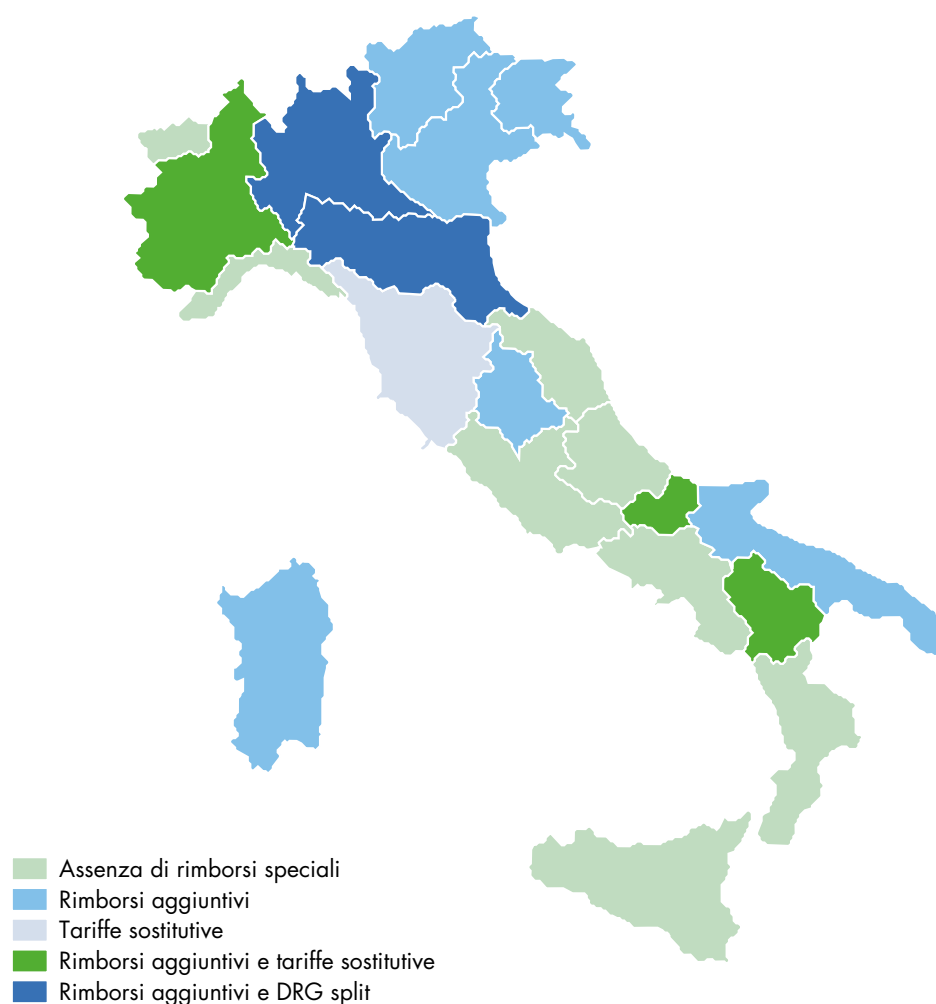 Assenza di rimborsi speciali
Rimborsi aggiuntivi
Tariffe sostitutive
Rimborsi aggiuntivi e tariffe sostitutive
Rimborsi aggiuntivi e DRG split